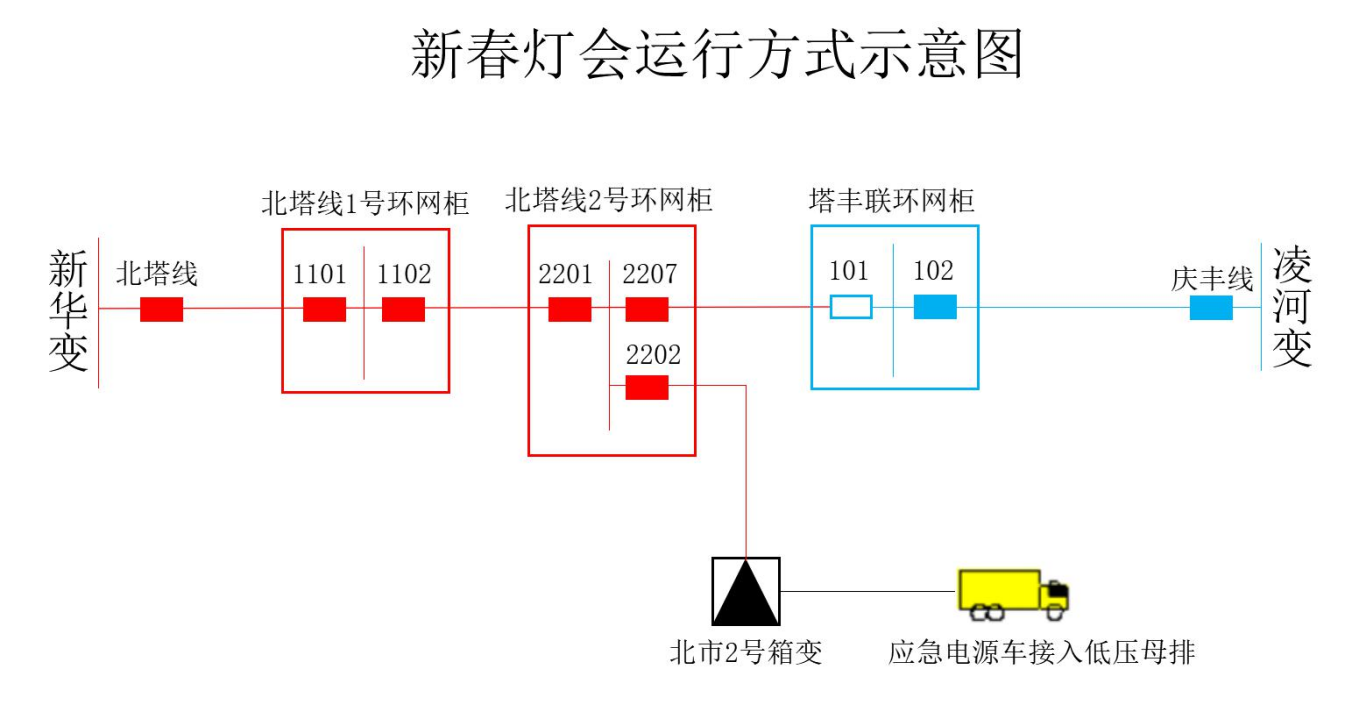 新春灯会运行方式示意图
北塔线1号环网柜
北塔线2号环网柜
塔丰联环网柜
新华变
北塔线
1101
1102
2201
2207
2202
101
102
庆丰线
凌河变
北市2号箱变
应急电源车接入低压母排